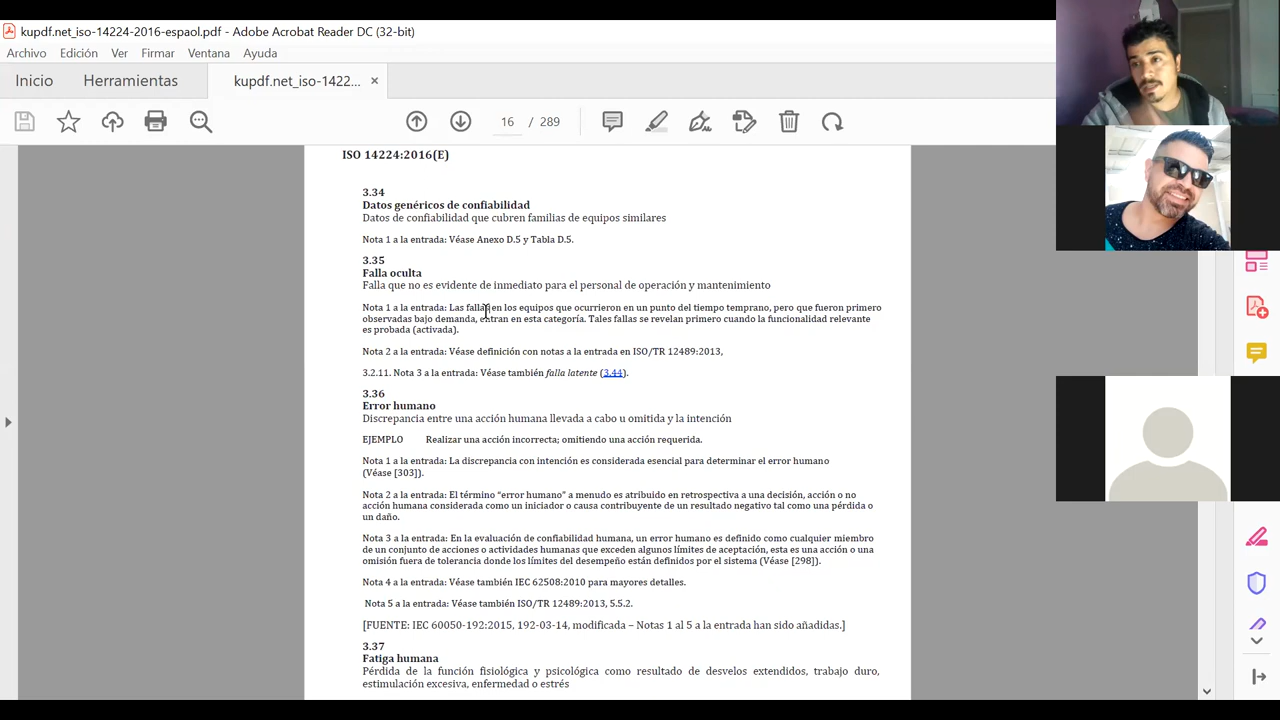 kupdf.net_iso-14224-2016-espaol.pdf - Adobe Acrobat Reader DC (32-bit)
Archivo Edición Ver Firmar Ventana Ayuda
Inicio Herramientas kupdf.net_iso-1422... ×
16 / 289
ISO 14224:2016(E)
3.34
Datos genéricos de confiabilidad
Datos de confiabilidad que cubren familias de equipos similares
Nota 1 a la entrada: Véase Anexo D.5 y Tabla D.5.
3.35
Falla oculta
Falla que no es evidente de inmediato para el personal de operación y mantenimiento
Nota 1 a la entrada: Las fallas en los equipos que ocurrieron en un punto del tiempo temprano, pero que fueron primero
observadas bajo demanda, entran en esta categoría. Tales fallas se revelan primero cuando la funcionalidad relevante
es probada (activada).
Nota 2 a la entrada: Véase definición con notas a la entrada en ISO/TR 12489:2013,
3.2.11. Nota 3 a la entrada: Véase también falla latente (3.44).
3.36
Error humano
Discrepancia entre una acción humana llevada a cabo u omitida y la intención
EJEMPLO Realizar una acción incorrecta; omitiendo una acción requerida.
Nota 1 a la entrada: La discrepancia con intención es considerada esencial para determinar el error humano
(Véase [303]).
Nota 2 a la entrada: El término “error humano” a menudo es atribuido en retrospectiva a una decisión, acción o no
acción humana considerada como un iniciador o causa contribuyente de un resultado negativo tal como una pérdida o
un daño.
Nota 3 a la entrada: En la evaluación de confiabilidad humana, un error humano es definido como cualquier miembro
de un conjunto de acciones o actividades humanas que exceden algunos límites de aceptación, esta es una acción o una
omisión fuera de tolerancia donde los límites del desempeño están definidos por el sistema (Véase [298]).
Nota 4 a la entrada: Véase también IEC 62508:2010 para mayores detalles.
Nota 5 a la entrada: Véase también ISO/TR 12489:2013, 5.5.2.
[FUENTE: IEC 60050-192:2015, 192-03-14, modificada – Notas 1 al 5 a la entrada han sido añadidas.]
3.37
Fatiga humana
Pérdida de la función fisiológica y psicológica como resultado de desvelos extendidos, trabajo duro,
estimulación excesiva, enfermedad o estrés